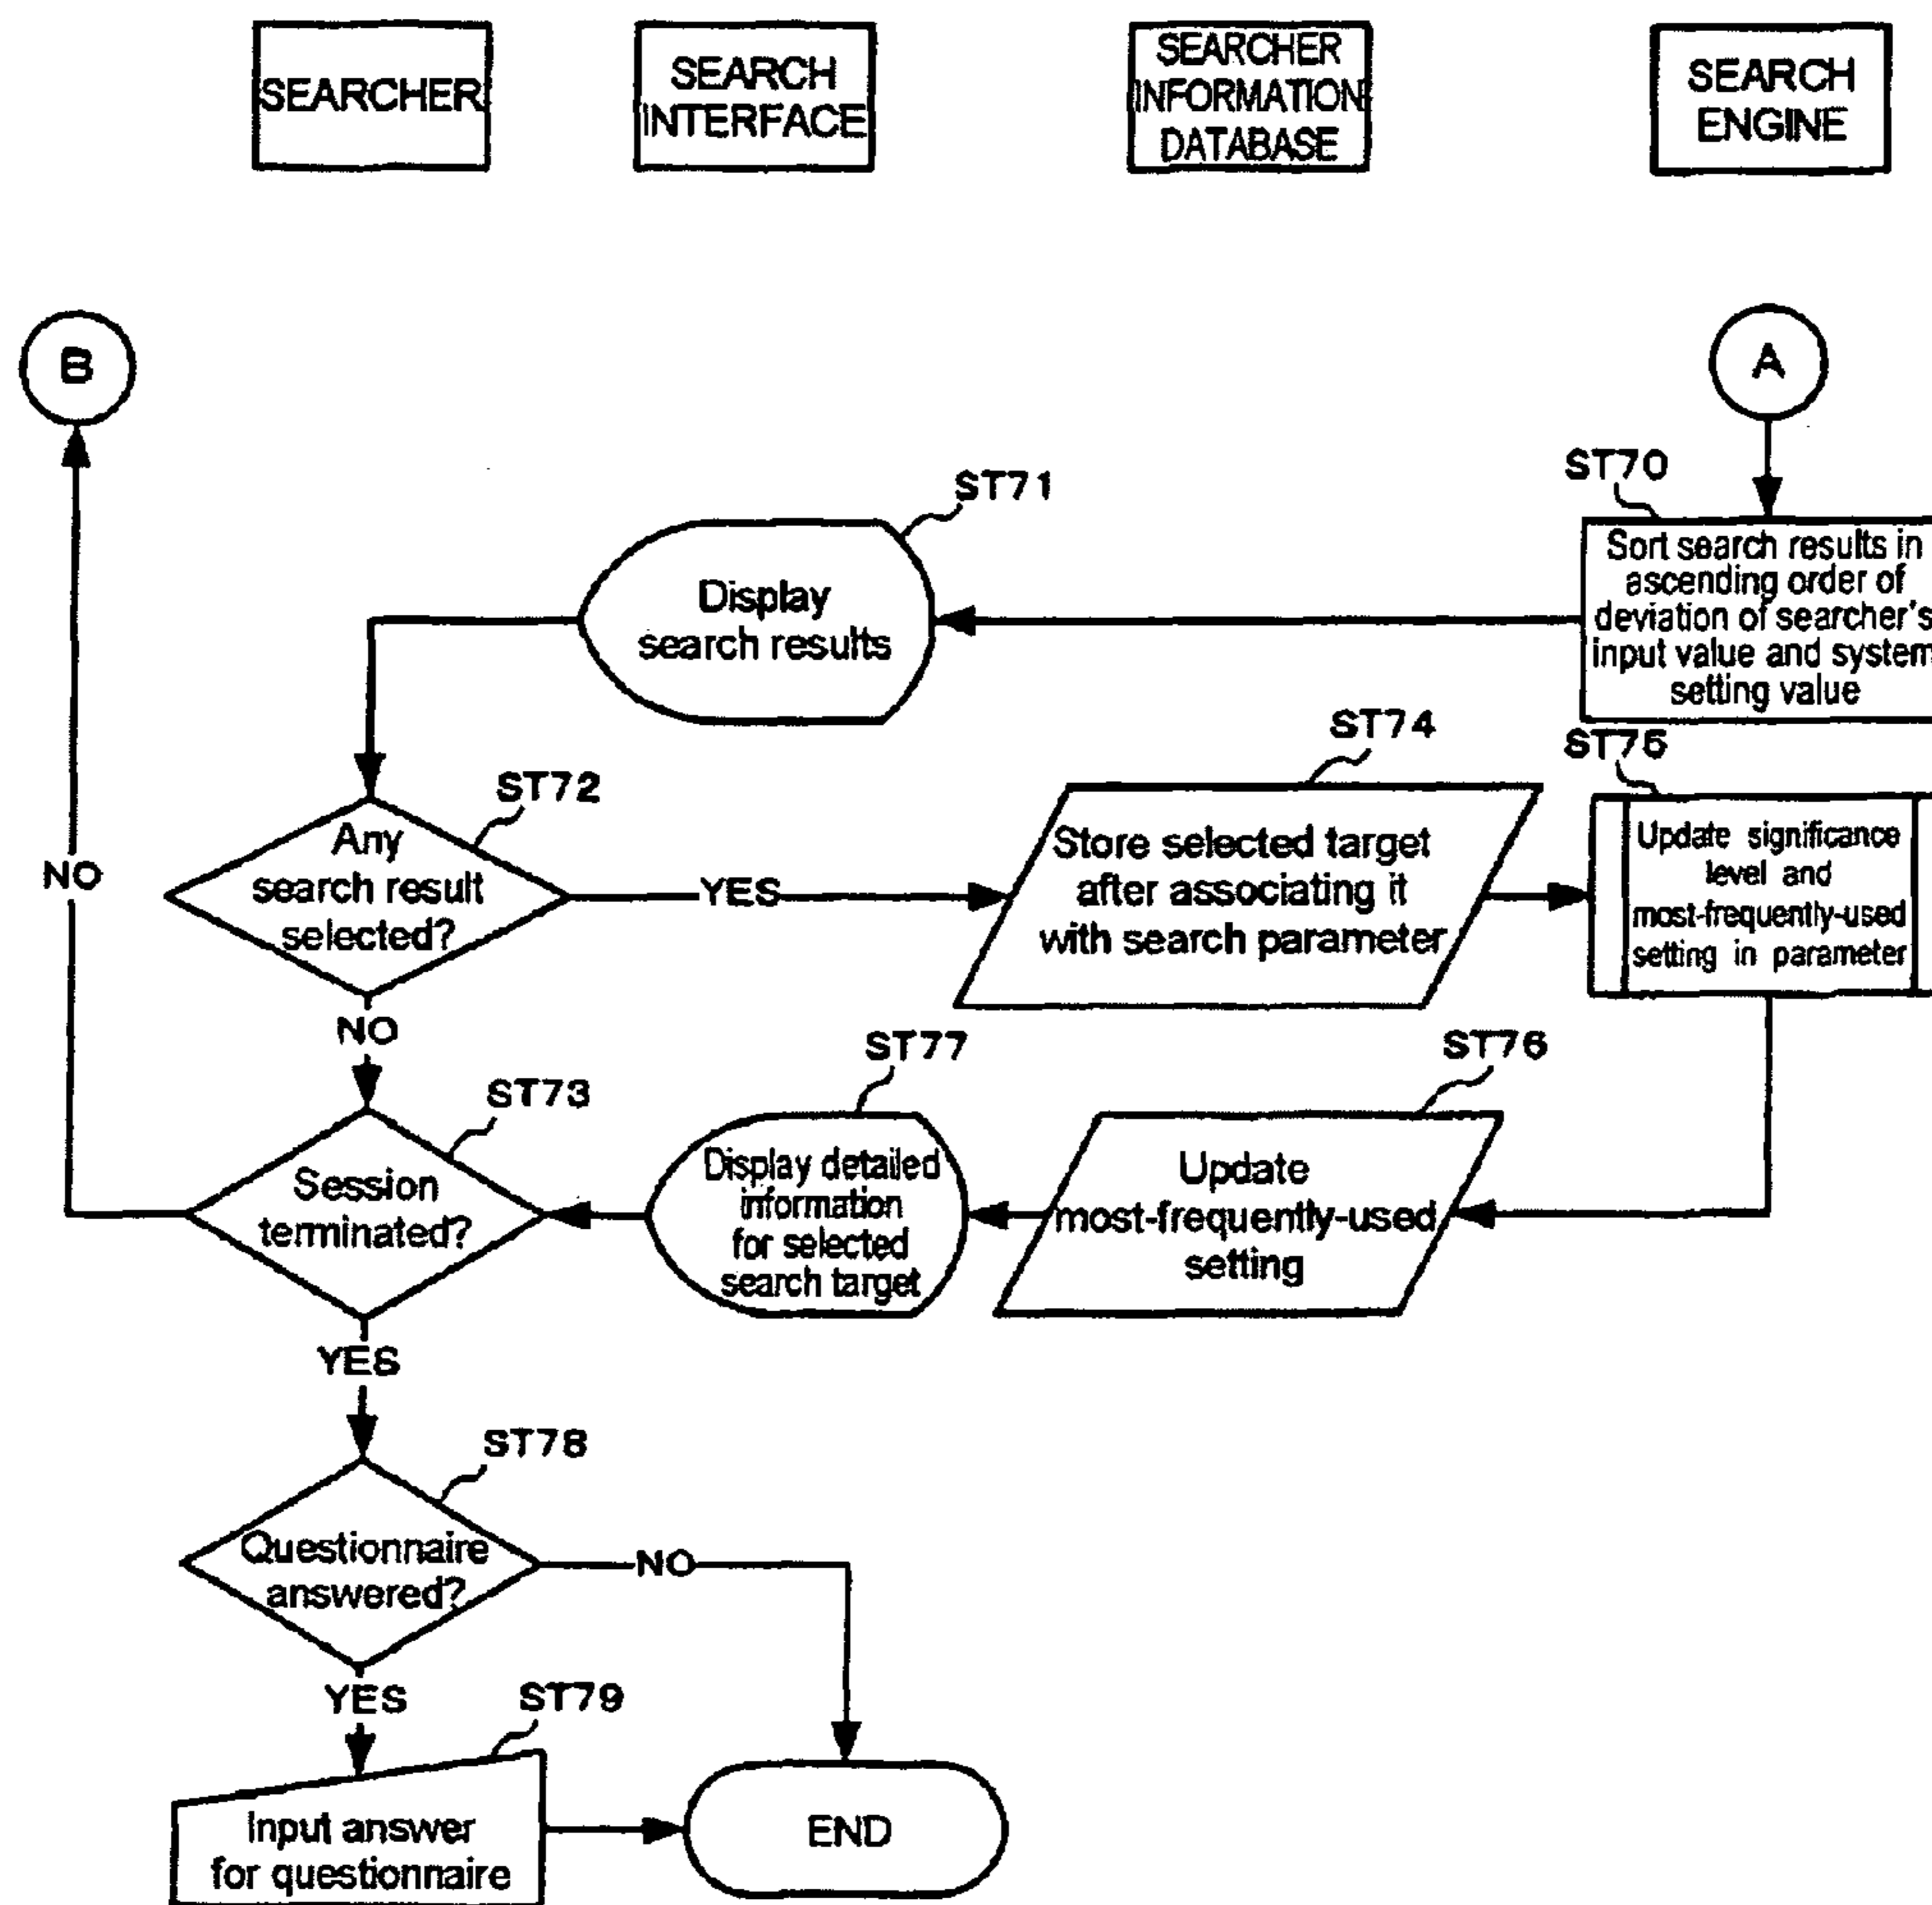 SEARCHER
SEARCH
INTERFACE
SEARCHER
INFORMATION
DATABASE
SEARCH
ENGINE
B
A
ST70
Sort search results in
ascending order of
deviation of searcher's
input value and system
setting value
ST71
Display
search results
ST72
Any
search result
selected?
YES
NO
NO
ST74
Store selected target
after associating it
with search parameter
ST75
Update significance
level and
most-frequently-used
setting in parameter
ST76
Update
most-frequently-used
setting
ST77
Display detailed
information
for selected
search target
ST73
Session
terminated?
YES
ST78
Questionnaire
answered?
NO
YES
ST79
Input answer
for questionnaire
END